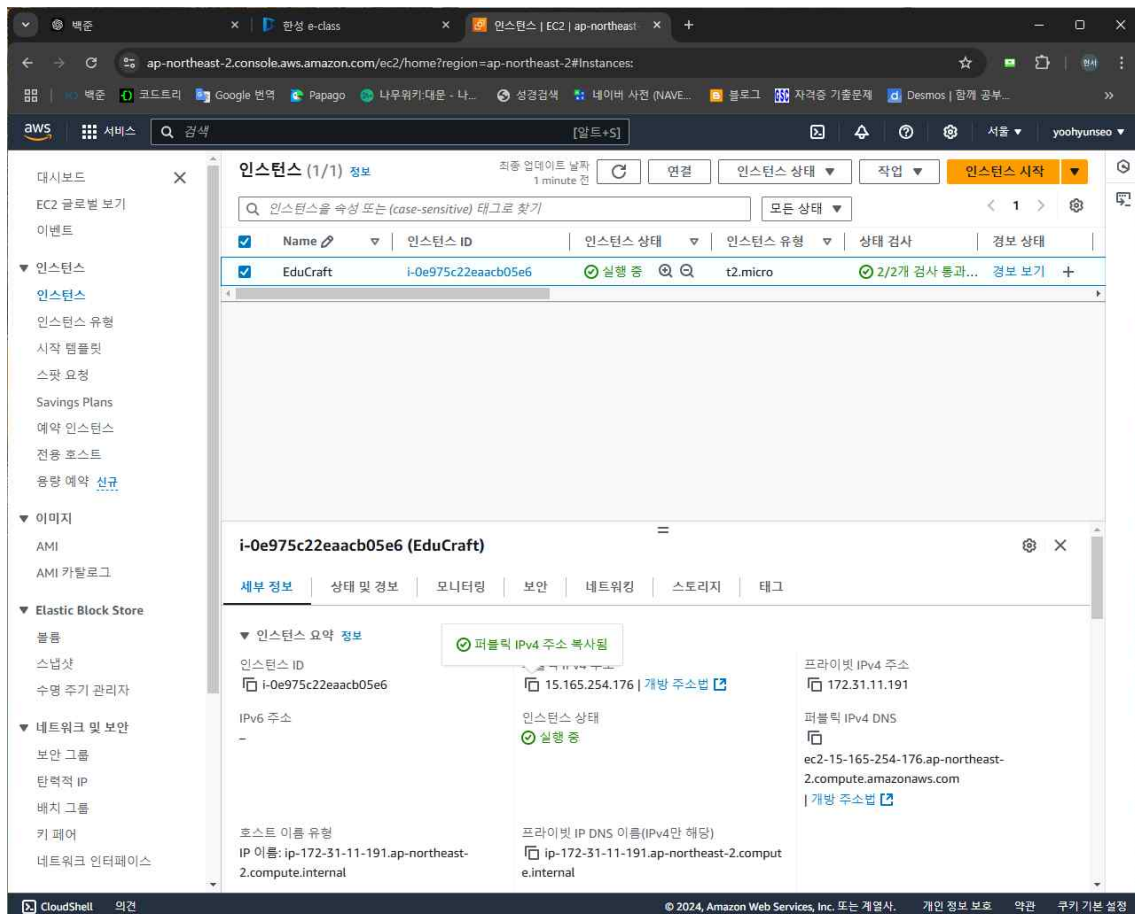 백준
한성 e-class
인스턴스 | EC2 | ap-northeast
ap-northeast-2.console.aws.amazon.com/ec2/home?region=ap-northeast-2#Instances:
현서
백준 코드트리 Google 번역 Papago 나무위키:대문 - 나... 성경검색 네이버 사전 (NAVE... 블로그 자격증 기출문제 Desmos | 함께 공부...
aws 서비스 검색 [알트+S] 서울 yoohyunseo
대시보드
EC2 글로벌 보기
이벤트
인스턴스
인스턴스
인스턴스 유형
시작 템플릿
스팟 요청
Savings Plans
예약 인스턴스
전용 호스트
용량 예약 신규
이미지
AMI
AMI 카탈로그
Elastic Block Store
볼륨
스냅샷
수명 주기 관리자
네트워크 및 보안
보안 그룹
탄력적 IP
배치 그룹
키 페어
네트워크 인터페이스
인스턴스 (1/1) 정보
최종 업데이트 날짜
1 minute 전
연결 인스턴스 상태 작업 인스턴스 시작
인스턴스을 속성 또는 (case-sensitive) 태그로 찾기
모든 상태
1
Name 인스턴스 ID 인스턴스 상태 인스턴스 유형 상태 검사 경보 상태
EduCraft i-0e975c22eaacb05e6 실행 중 t2.micro 2/2개 검사 통과... 경보 보기
i-0e975c22eaacb05e6 (EduCraft)
세부 정보 상태 및 경보 모니터링 보안 네트워킹 스토리지 태그
인스턴스 요약 정보
퍼블릭 IPv4 주소 복사됨
인스턴스 ID
i-0e975c22eaacb05e6
15.165.254.176 | 개방 주소법
프라이빗 IPv4 주소
172.31.11.191
IPv6 주소
–
인스턴스 상태
실행 중
퍼블릭 IPv4 DNS
ec2-15-165-254-176.ap-northeast-
2.compute.amazonaws.com
| 개방 주소법
호스트 이름 유형
IP 이름: ip-172-31-11-191.ap-northeast-
2.compute.internal
프라이빗 IP DNS 이름(IPv4만 해당)
ip-172-31-11-191.ap-northeast-2.comput
e.internal
CloudShell 의견 © 2024, Amazon Web Services, Inc. 또는 계열사. 개인 정보 보호 약관 쿠키 기본 설정